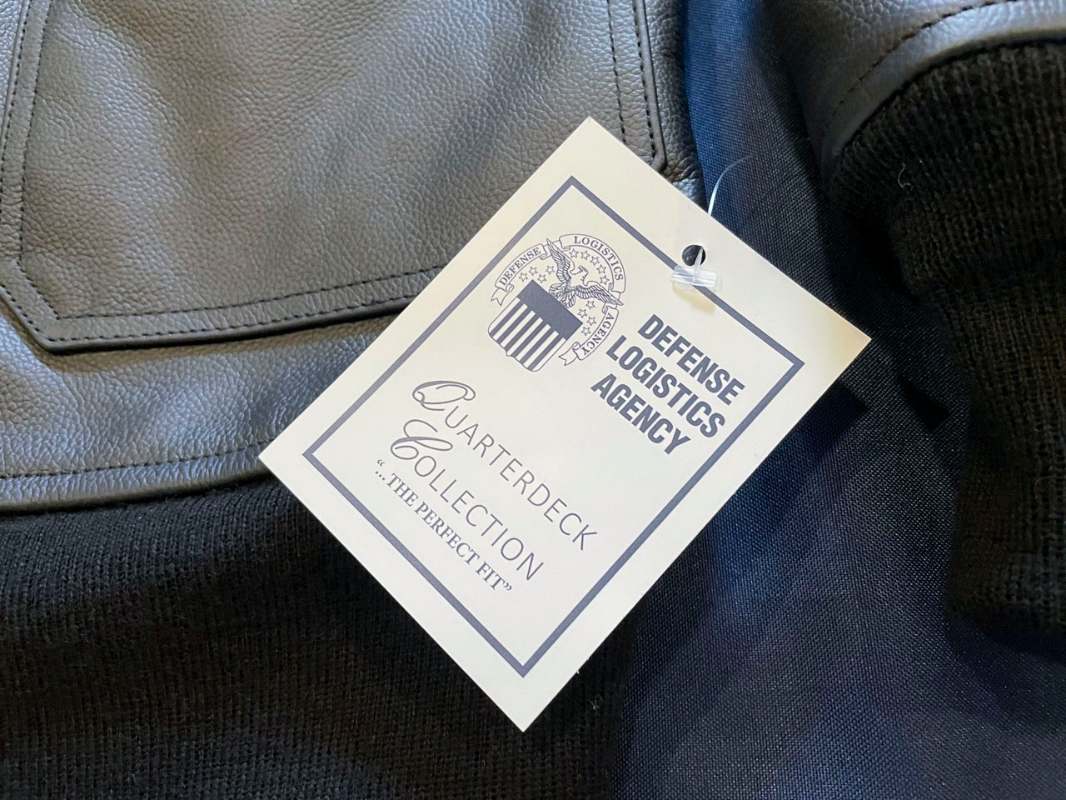 DEFENSE LOGISTICS AGENCY
DEFENSE
LOGISTICS
AGENCY
QUARTERDECK
COLLECTION
“...THE PERFECT FIT”